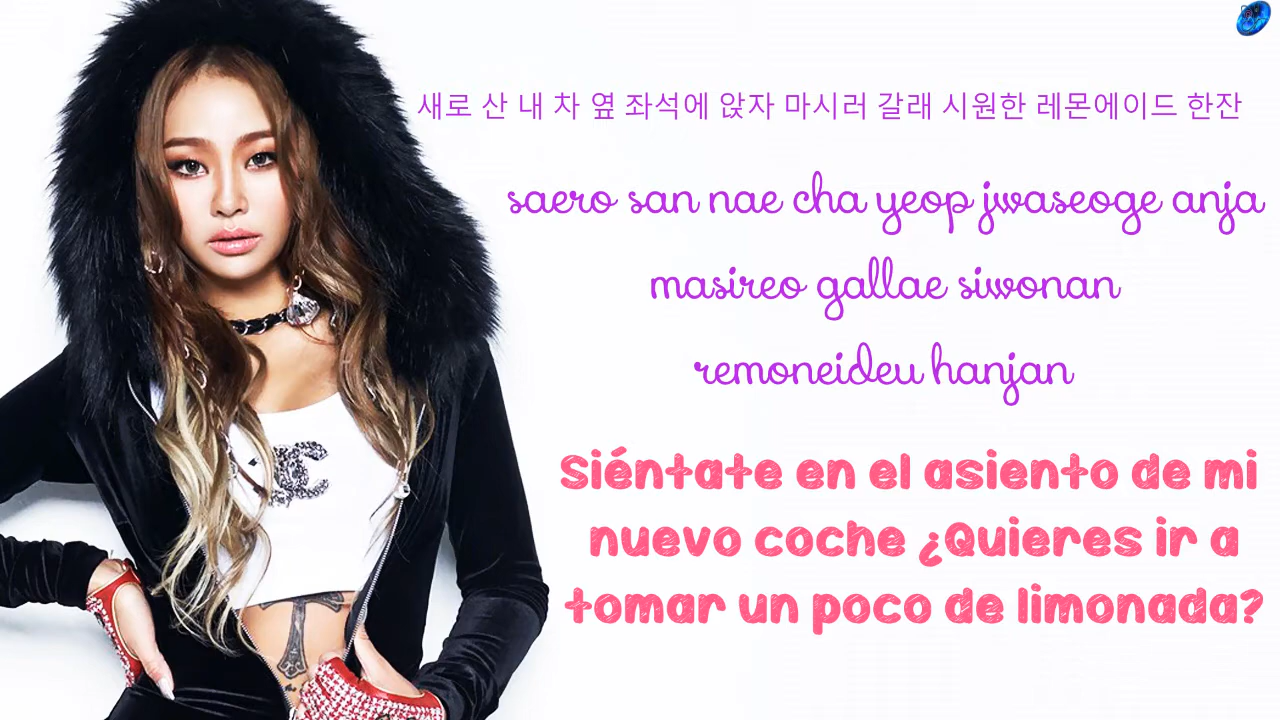 새로 산 내 차 옆 좌석에 앉자 마시러 갈래 시원한 레몬에이드 한잔
saero san nae cha yeop jwaseoge anja
masireo gallae siwonan
remoneideu hanjan
Siéntate en el asiento de mi
nuevo coche ¿Quieres ir a
tomar un poco de limonada?